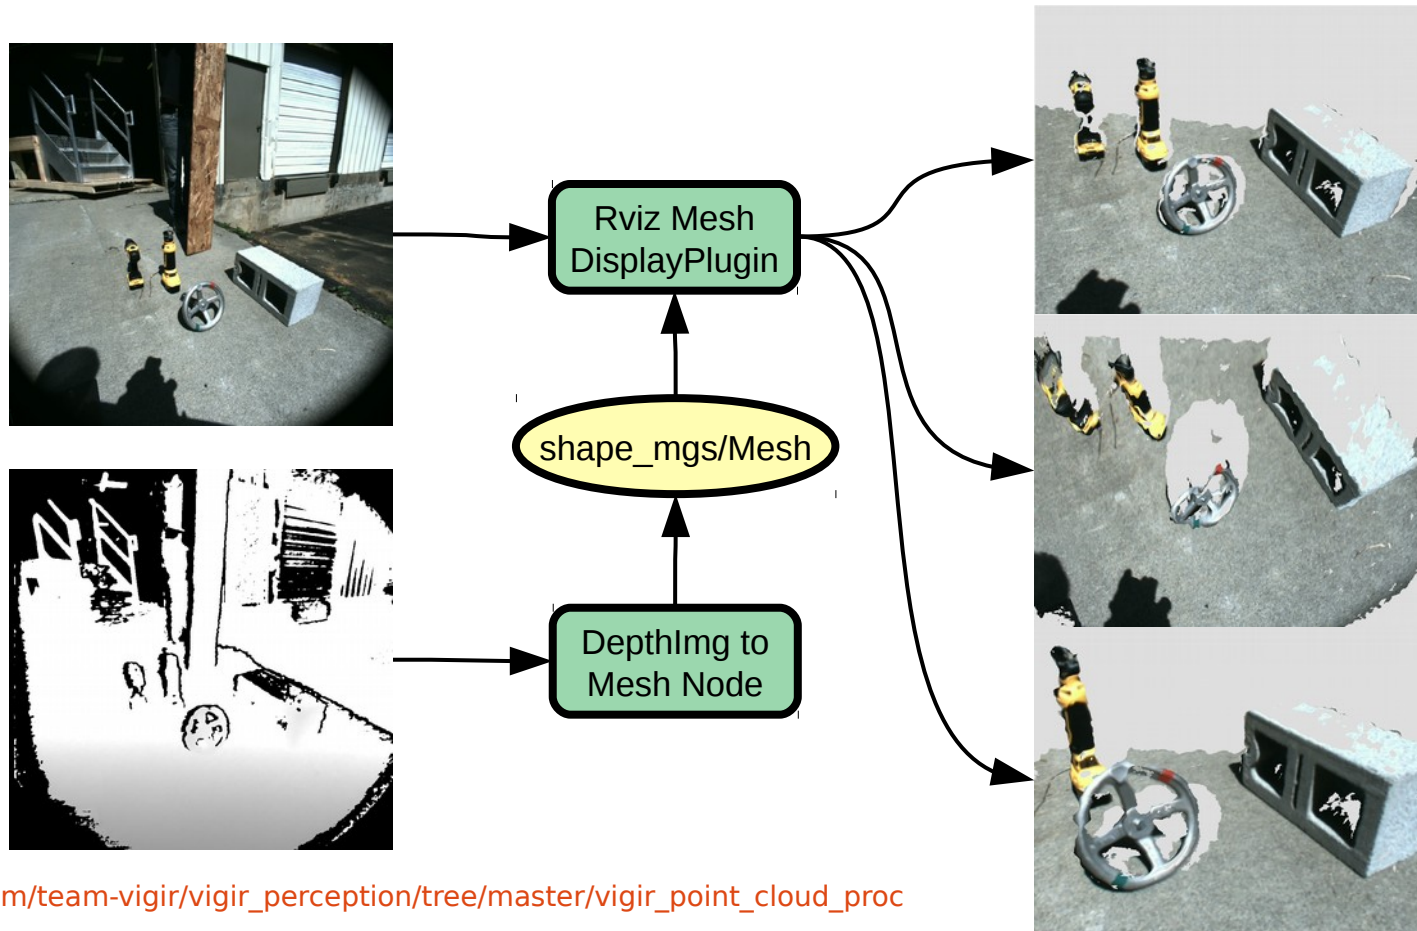 Rviz Mesh
DisplayPlugin
shape_mgs/Mesh
DepthImg to
Mesh Node
m/team-vigir/vigir_perception/tree/master/vigir_point_cloud_proc